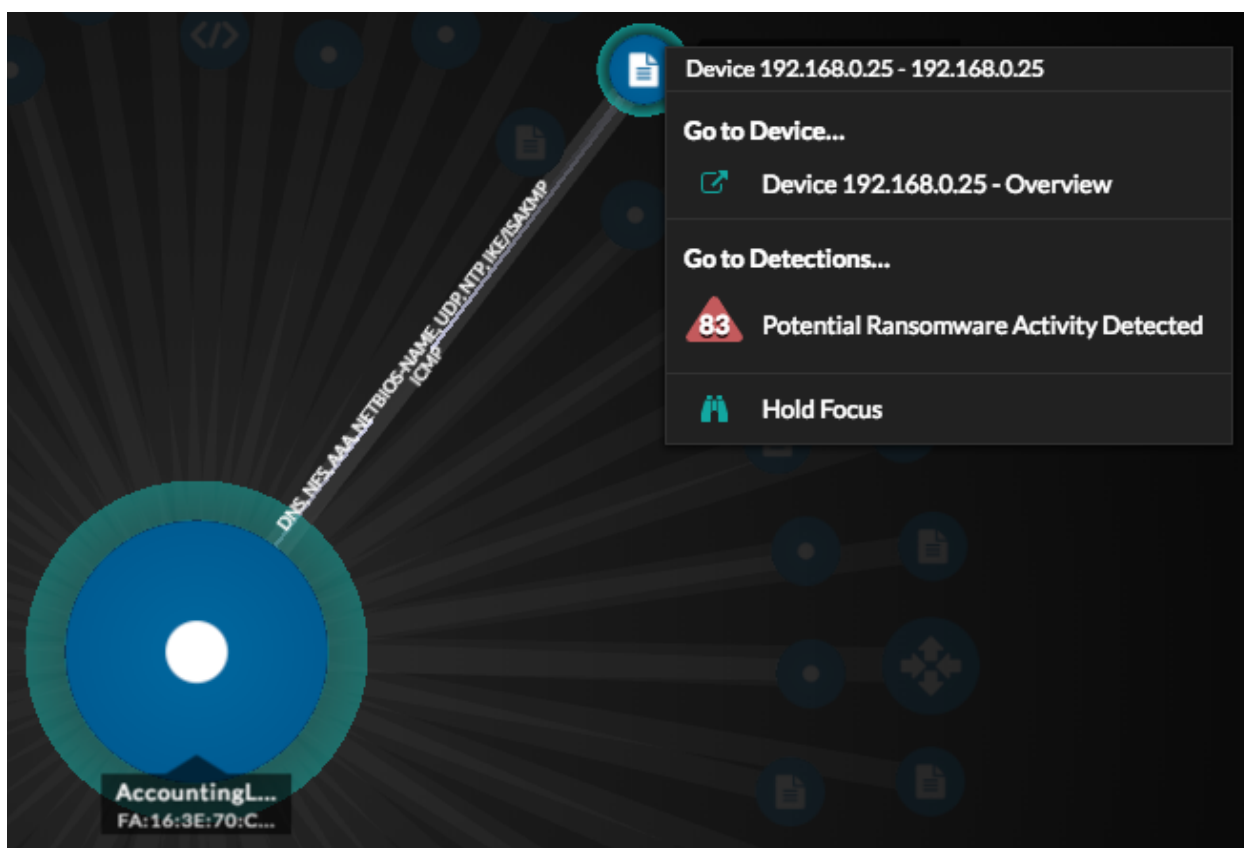 </>
Device 192.168.0.25 - 192.168.0.25
Go to Device...
Device 192.168.0.25 - Overview
Go to Detections...
83 Potential Ransomware Activity Detected
Hold Focus
DNS, NFS, AAA, NETBIOS-NAME, UDP, NTP, IKE/ISAKMP
ICMP
AccountingL...
FA:16:3E:70:C...